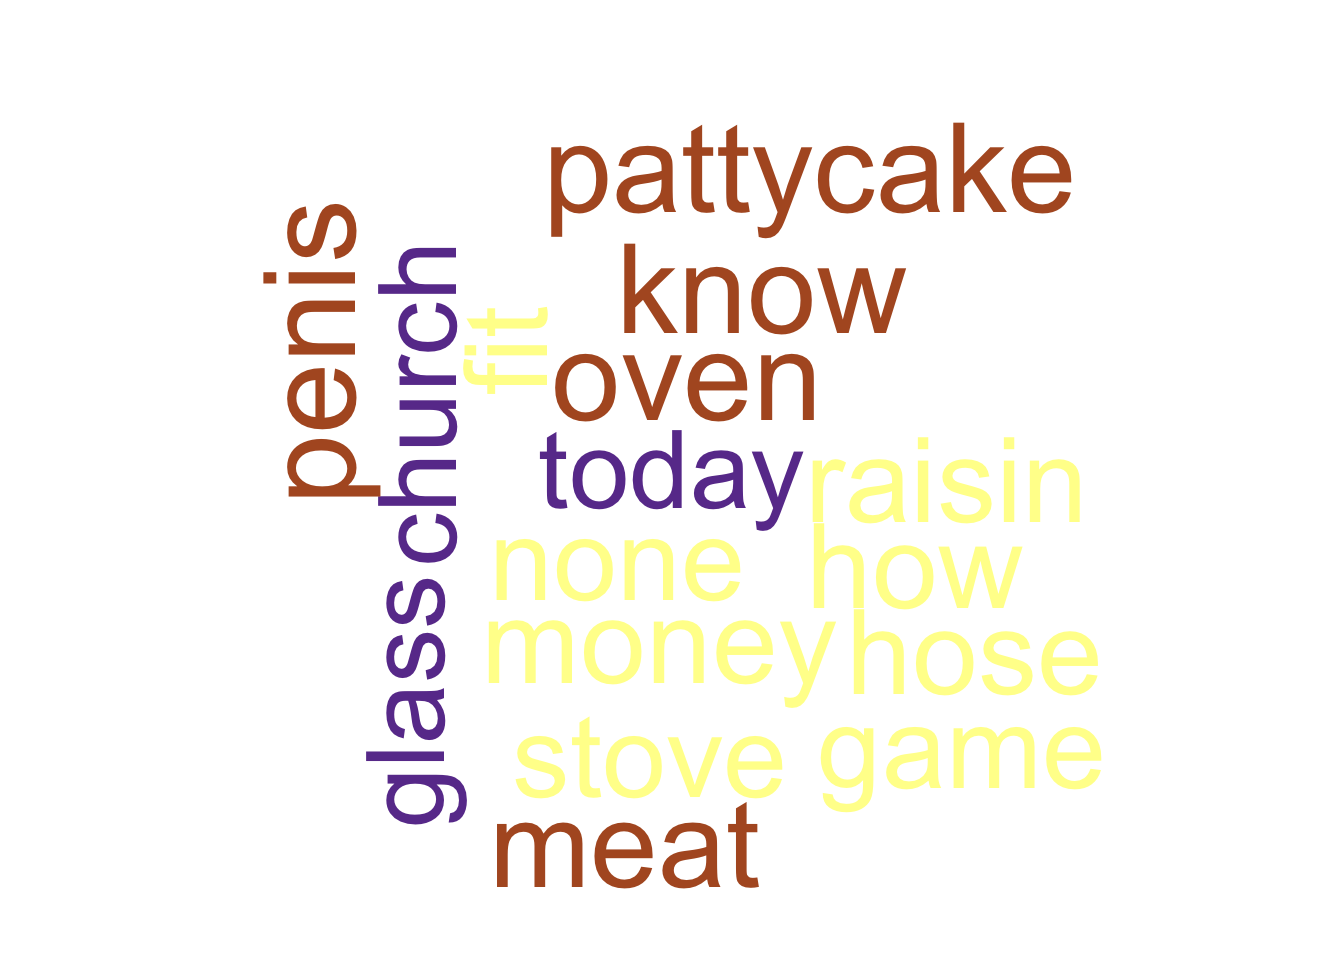 pattycake
penis
church
know
fit
oven
today
raisin
none
how
glass
money
hose
stove
game
meat